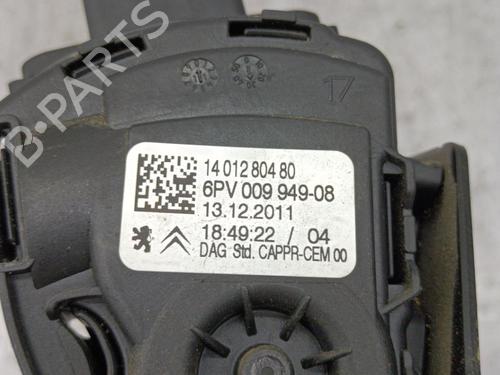 B-PARTS
17
14 012 804 80
6PV 009 949-08
13.12.2011
18:49:22 / 04
DAG Std. CAPPR-CEM 00